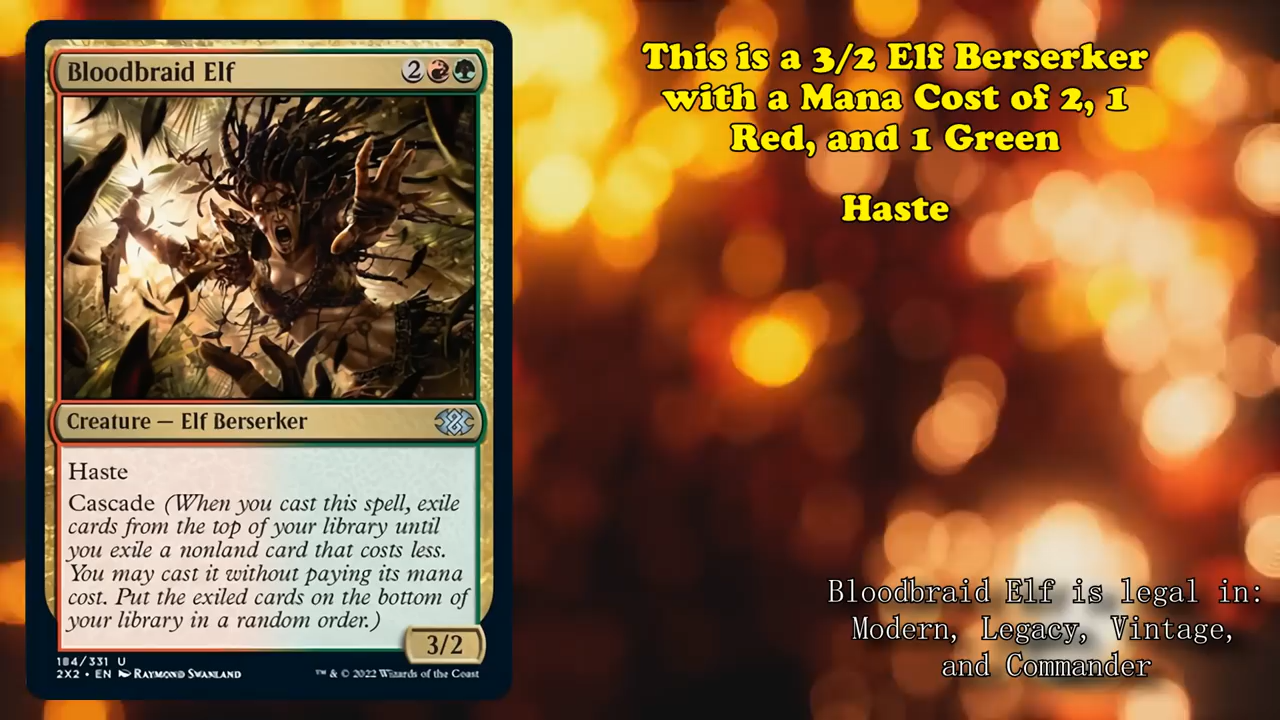 Bloodbraid Elf
2
Creature — Elf Berserker
Haste
Cascade (When you cast this spell, exile
cards from the top of your library until
you exile a nonland card that costs less.
You may cast it without paying its mana
cost. Put the exiled cards on the bottom of
your library in a random order.)
3/2
184/331 U
2X2 • EN Raymond Swanland
™ & © 2022 Wizards of the Coast
This is a 3/2 Elf Berserker
with a Mana Cost of 2, 1
Red, and 1 Green
Haste
Bloodbraid Elf is legal in:
Modern, Legacy, Vintage,
and Commander